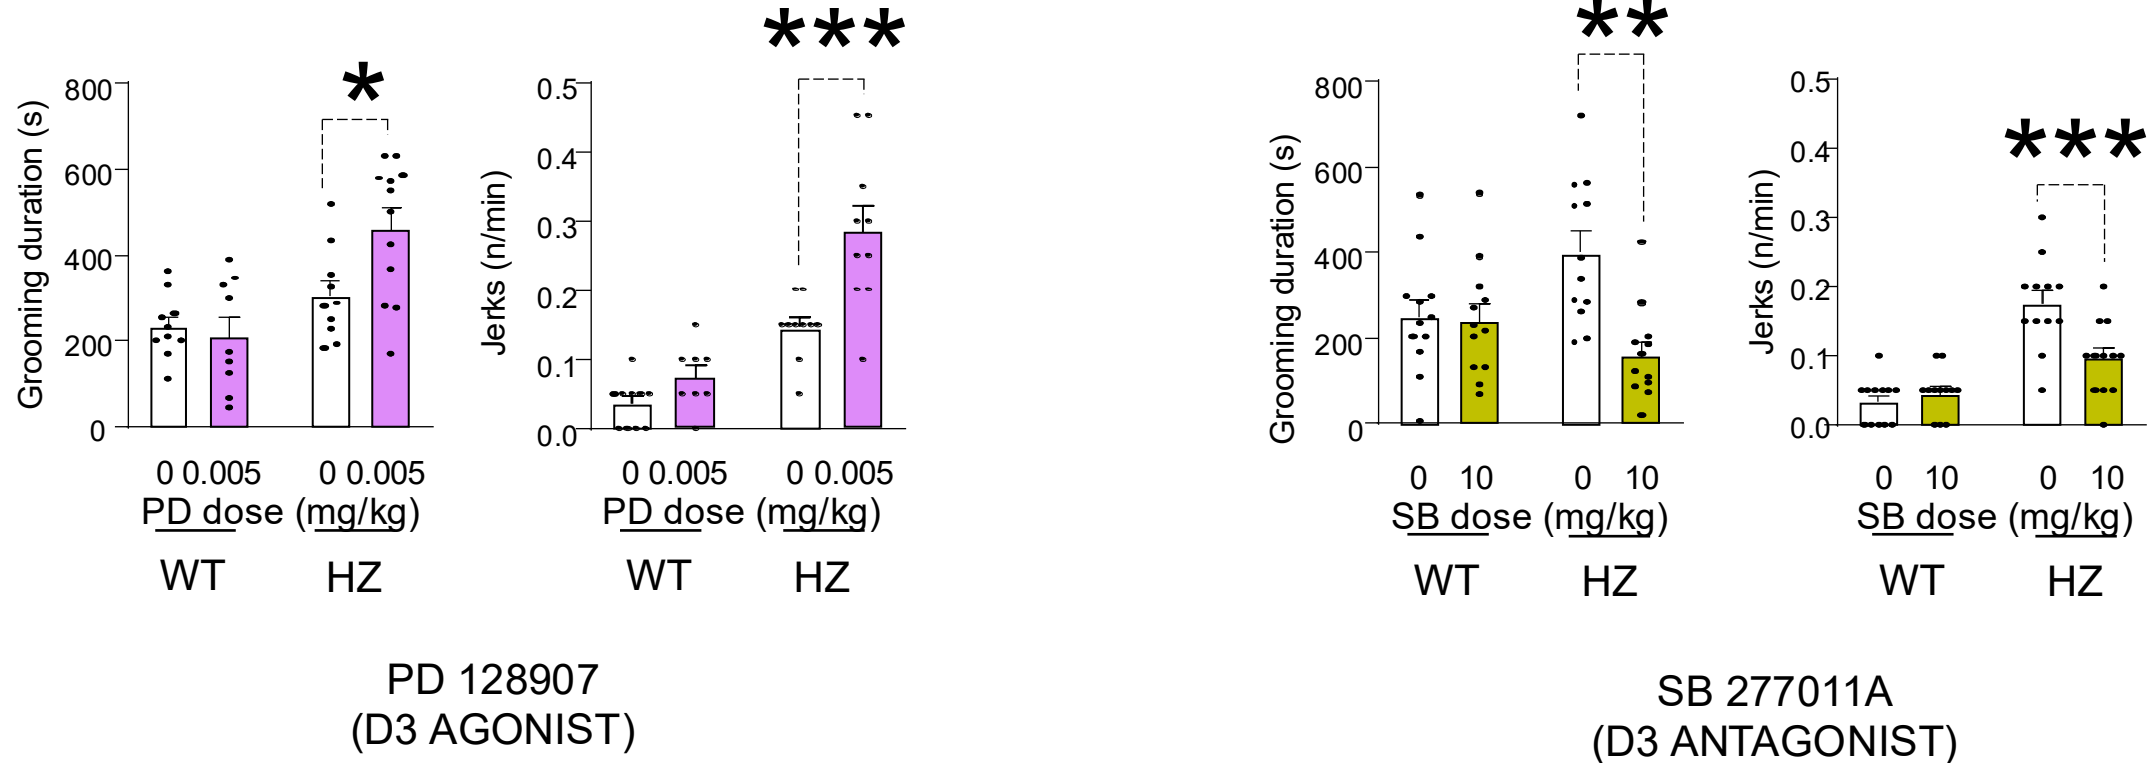 *
Grooming duration (s)
800
600
400
200
0
0 0.005 0 0.005
PD dose (mg/kg)
WT HZ
***
Jerks (n/min)
0.5
0.4
0.3
0.2
0.1
0.0
0 0.005 0 0.005
PD dose (mg/kg)
WT HZ
PD 128907
(D3 AGONIST)
**
Grooming duration (s)
800
600
400
200
0
0 10 0 10
SB dose (mg/kg)
WT HZ
***
Jerks (n/min)
0.5
0.4
0.3
0.2
0.1
0.0
0 10 0 10
SB dose (mg/kg)
WT HZ
SB 277011A
(D3 ANTAGONIST)